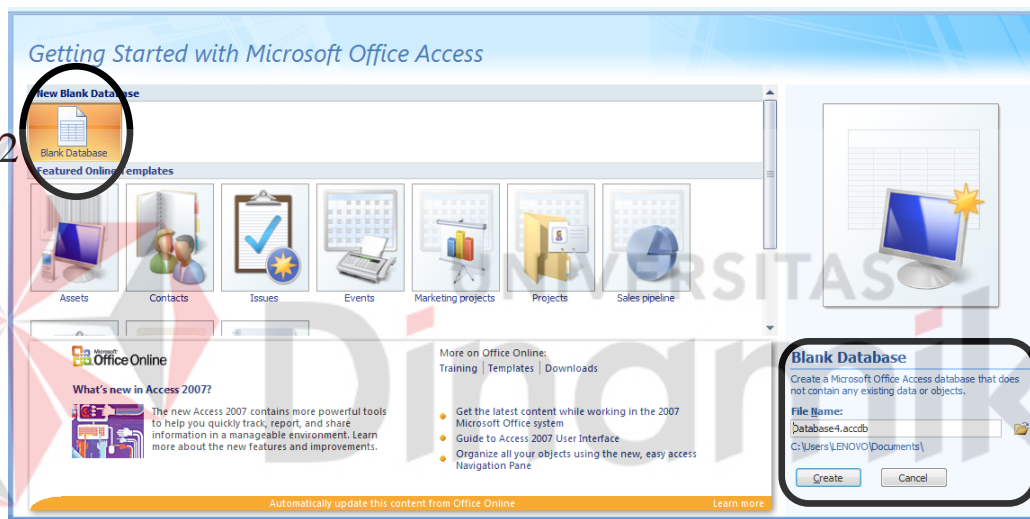 Getting Started with Microsoft Office Access
New Blank Database
2
Blank Database
Featured Online Templates
Assets
Contacts
Issues
Events
Marketing projects
Projects
Sales pipeline
UNIVERSITAS
Dinamik
Microsoft
Office Online
What's new in Access 2007?
The new Access 2007 contains more powerful tools
to help you quickly track, report, and share
information in a manageable environment. Learn
more about the new features and improvements.
More on Office Online:
Training | Templates | Downloads
Get the latest content while working in the 2007
Microsoft Office system
Guide to Access 2007 User Interface
Organize all your objects using the new, easy access
Navigation Pane
Automatically update this content from Office Online
Learn more
Blank Database
Create a Microsoft Office Access database that does
not contain any existing data or objects.
File Name:
Database4.accdb
C:\Users\LENOVO\Documents\
Create
Cancel